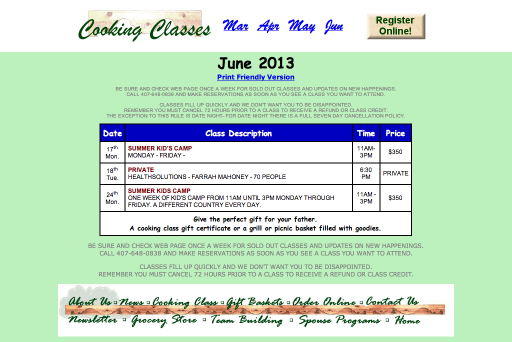 Cooking Classes Mar Apr May Jun Register
Online!
June 2013
Print Friendly Version
BE SURE AND CHECK WEB PAGE ONCE A WEEK FOR SOLD OUT CLASSES AND UPDATES ON NEW HAPPENINGS.
CALL 407-648-0838 AND MAKE RESERVATIONS AS SOON AS YOU SEE A CLASS YOU WANT TO ATTEND.
CLASSES FILL UP QUICKLY AND WE DON'T WANT YOU TO BE DISAPPOINTED.
REMEMBER YOU MUST CANCEL 72 HOURS PRIOR TO A CLASS TO RECEIVE A REFUND OR CLASS CREDIT.
THE EXCEPTION TO THIS RULE IS DATE NIGHT- FOR DATE NIGHT THERE IS A FULL SEVEN DAY CANCELLATION POLICY.
Date Class Description Time Price
17th Mon. SUMMER KID'S CAMP
MONDAY - FRIDAY - 11AM-3PM $350
18th Tue. PRIVATE
HEALTHSOLUTIONS - FARRAH MAHONEY - 70 PEOPLE 6:30 PM PRIVATE
24th Mon. SUMMER KIDS CAMP
ONE WEEK OF KID'S CAMP FROM 11AM UNTIL 3PM MONDAY THROUGH
FRIDAY. A DIFFERENT COUNTRY EVERY DAY. 11AM - 3PM $350
Give the perfect gift for your father.
A cooking class gift certificate or a grill or picnic basket filled with goodies.
BE SURE AND CHECK WEB PAGE ONCE A WEEK FOR SOLD OUT CLASSES AND UPDATES ON NEW HAPPENINGS.
CALL 407-648-0838 AND MAKE RESERVATIONS AS SOON AS YOU SEE A CLASS YOU WANT TO ATTEND.
CLASSES FILL UP QUICKLY AND WE DON'T WANT YOU TO BE DISAPPOINTED.
REMEMBER YOU MUST CANCEL 72 HOURS PRIOR TO A CLASS TO RECEIVE A REFUND OR CLASS CREDIT.
About Us News Cooking Class Gift Baskets Order Online Contact Us
Newsletter Grocery Store Team Building Spouse Programs Home